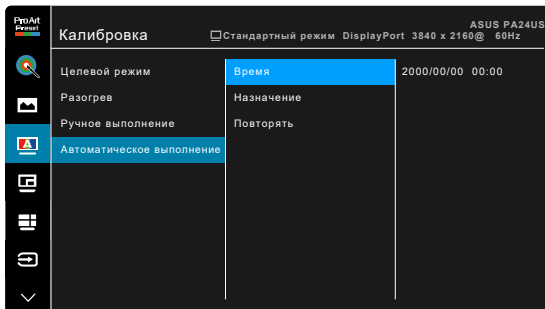 ProArt
Preset
ASUS PA24US
Калибровка
Стандартный режим DisplayPort 3840 x 2160@ 60Hz
Целевой режим
Время
2000/00/00 00:00
Разогрев
Назначение
Ручное выполнение
Повторять
A
Автоматическое выполнение